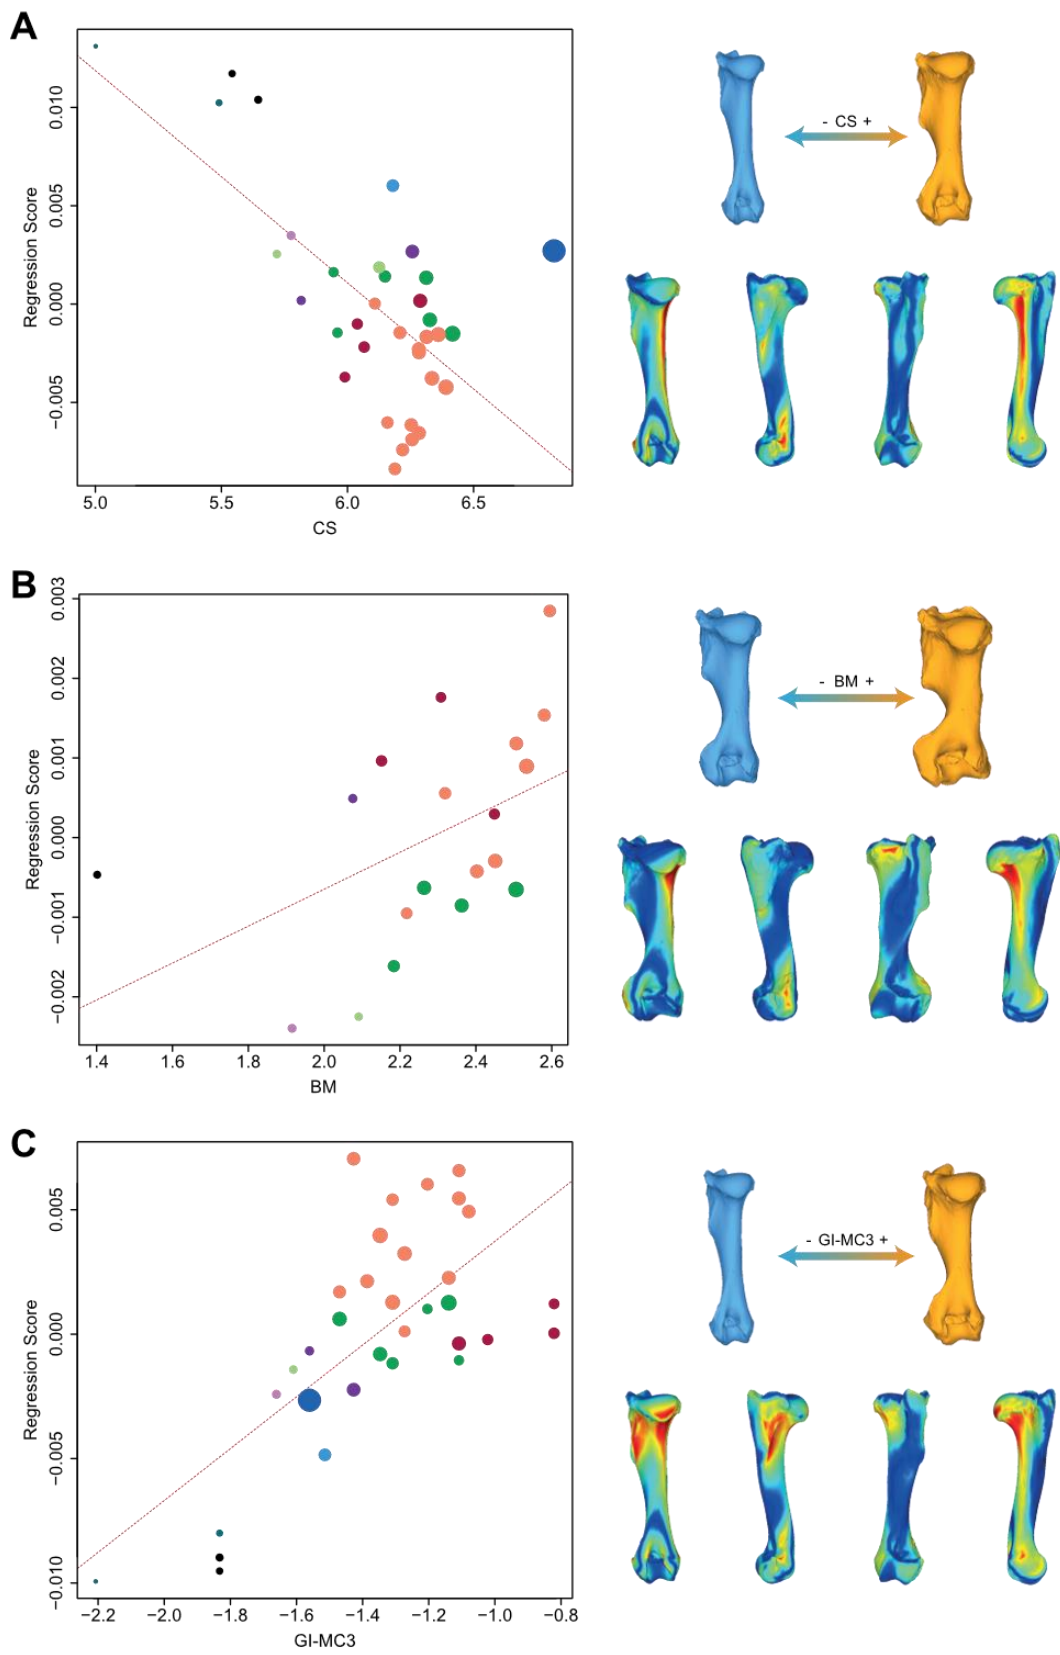 A
Regression Score
0.010
0.005
0.000
−0.005
5.0 5.5 6.0 6.5
CS
- CS +
B
Regression Score
0.003
0.002
0.001
0.000
−0.001
−0.002
1.4 1.6 1.8 2.0 2.2 2.4 2.6
BM
- BM +
C
Regression Score
0.005
0.000
−0.005
−0.010
−2.2 −2.0 −1.8 −1.6 −1.4 −1.2 −1.0 −0.8
GI-MC3
- GI-MC3 +